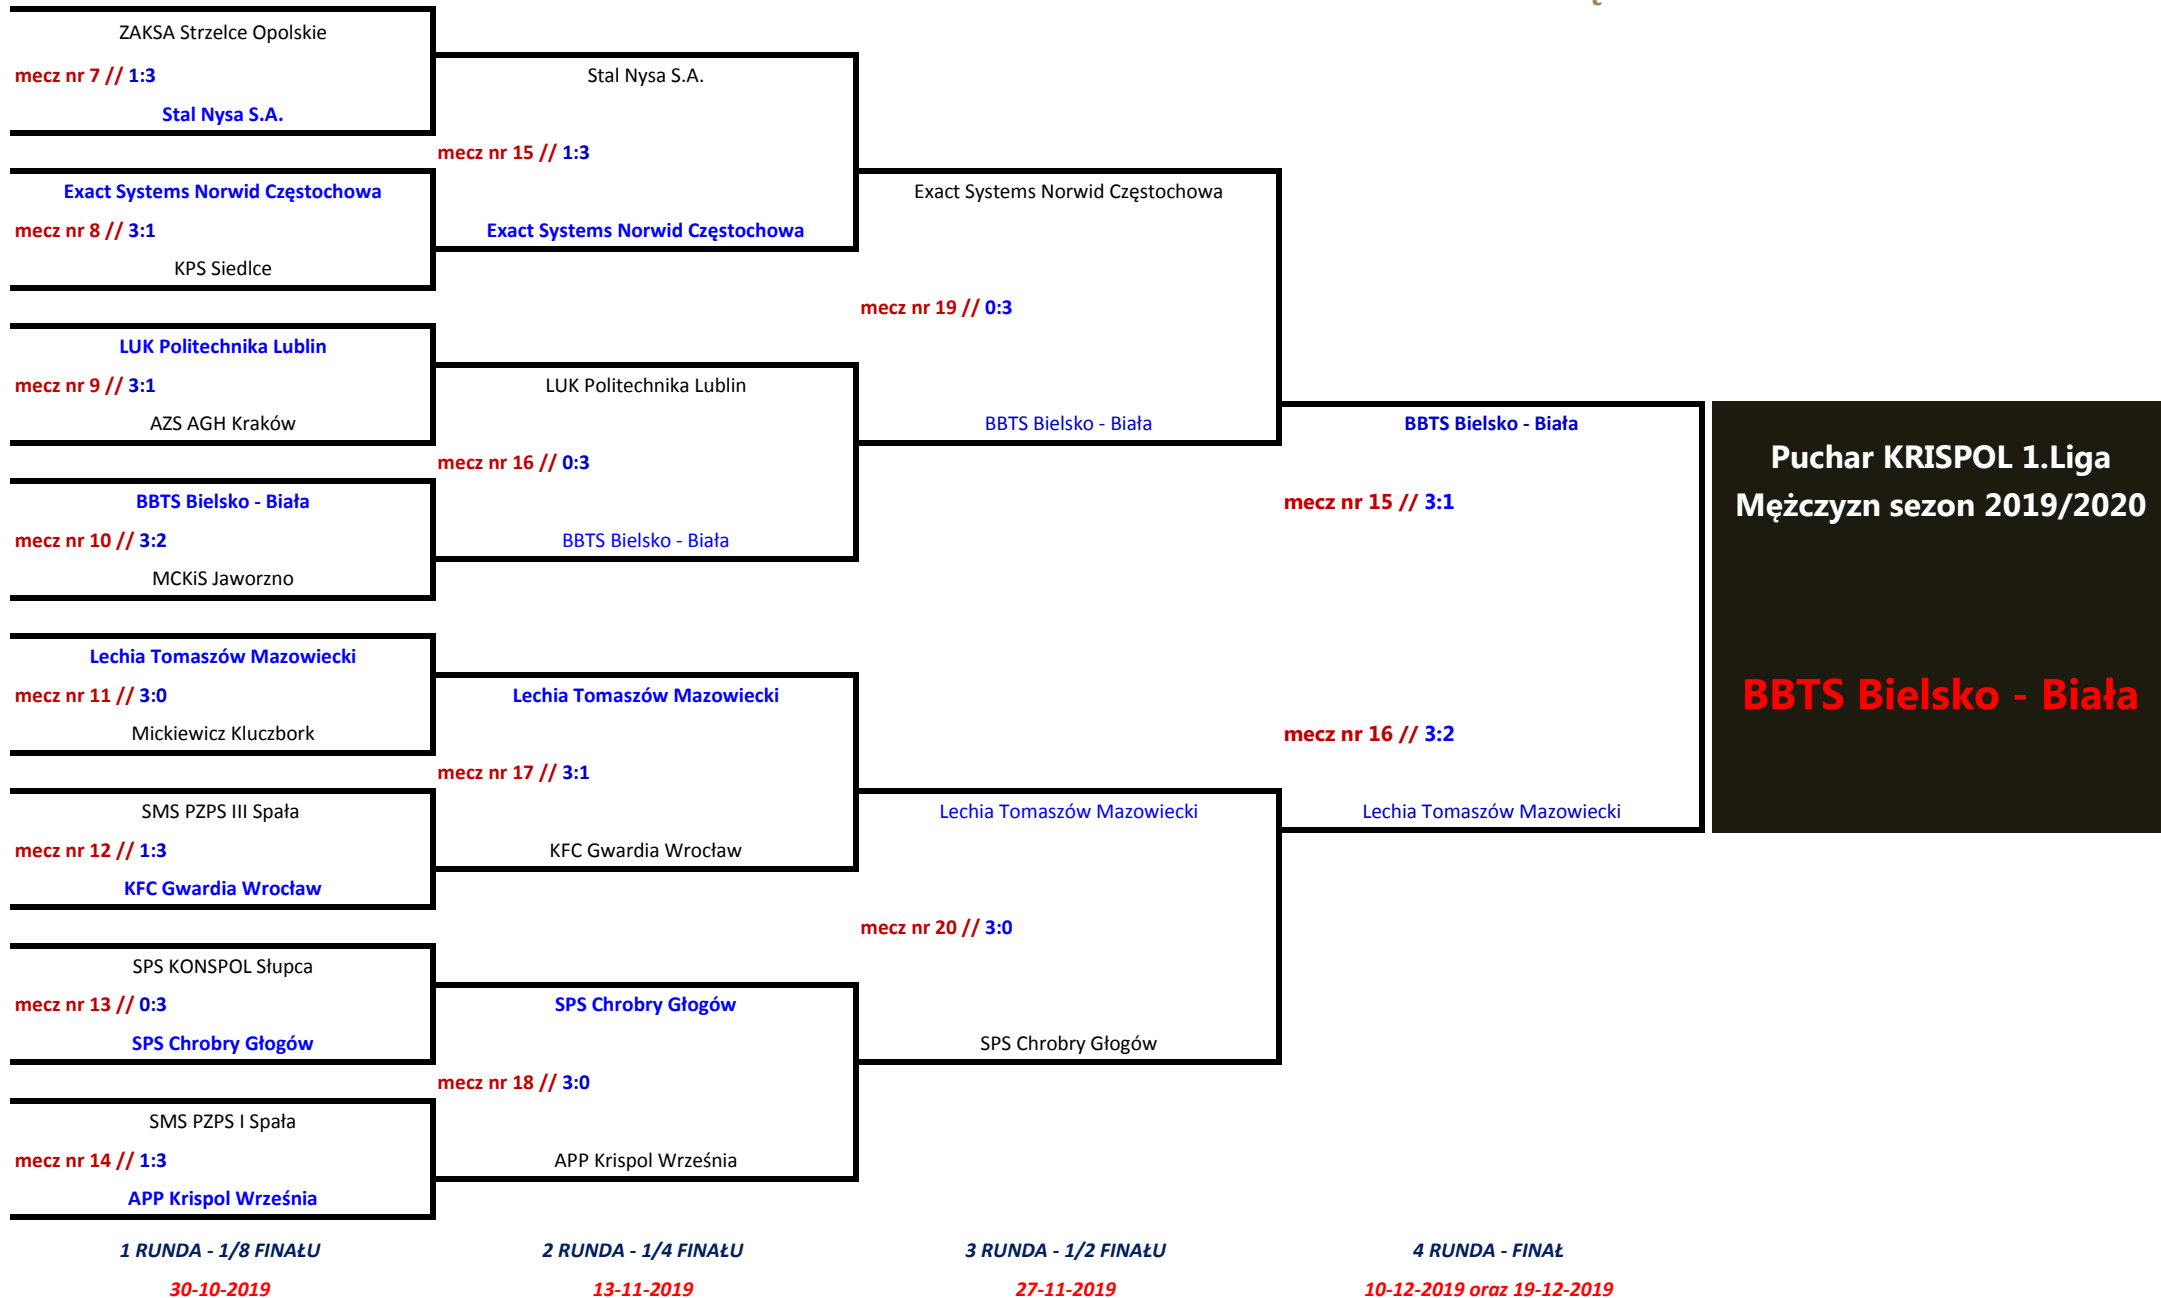 ZAKSA Strzelce Opolskie
mecz nr 7 // 1:3
Stal Nysa S.A.
Exact Systems Norwid Częstochowa
mecz nr 8 // 3:1
KPS Siedlce
LUK Politechnika Lublin
mecz nr 9 // 3:1
AZS AGH Kraków
BBTS Bielsko - Biała
mecz nr 10 // 3:2
MCKiS Jaworzno
Lechia Tomaszów Mazowiecki
mecz nr 11 // 3:0
Mickiewicz Kluczbork
SMS PZPS III Spała
mecz nr 12 // 1:3
KFC Gwardia Wrocław
SPS KONSPOL Słupca
mecz nr 13 // 0:3
SPS Chrobry Głogów
SMS PZPS I Spała
mecz nr 14 // 1:3
APP Krispol Września
1 RUNDA - 1/8 FINAŁU
30-10-2019
Stal Nysa S.A.
mecz nr 15 // 1:3
Exact Systems Norwid Częstochowa
LUK Politechnika Lublin
mecz nr 16 // 0:3
BBTS Bielsko - Biała
Lechia Tomaszów Mazowiecki
mecz nr 17 // 3:1
KFC Gwardia Wrocław
SPS Chrobry Głogów
mecz nr 18 // 3:0
APP Krispol Września
2 RUNDA - 1/4 FINAŁU
13-11-2019
Exact Systems Norwid Częstochowa
mecz nr 19 // 0:3
BBTS Bielsko - Biała
Lechia Tomaszów Mazowiecki
mecz nr 20 // 3:0
SPS Chrobry Głogów
3 RUNDA - 1/2 FINAŁU
27-11-2019
BBTS Bielsko - Biała
mecz nr 15 // 3:1
mecz nr 16 // 3:2
Lechia Tomaszów Mazowiecki
4 RUNDA - FINAŁ
10-12-2019 oraz 19-12-2019
Puchar KRISPOL 1.Liga
Mężczyzn sezon 2019/2020
BBTS Bielsko - Biała